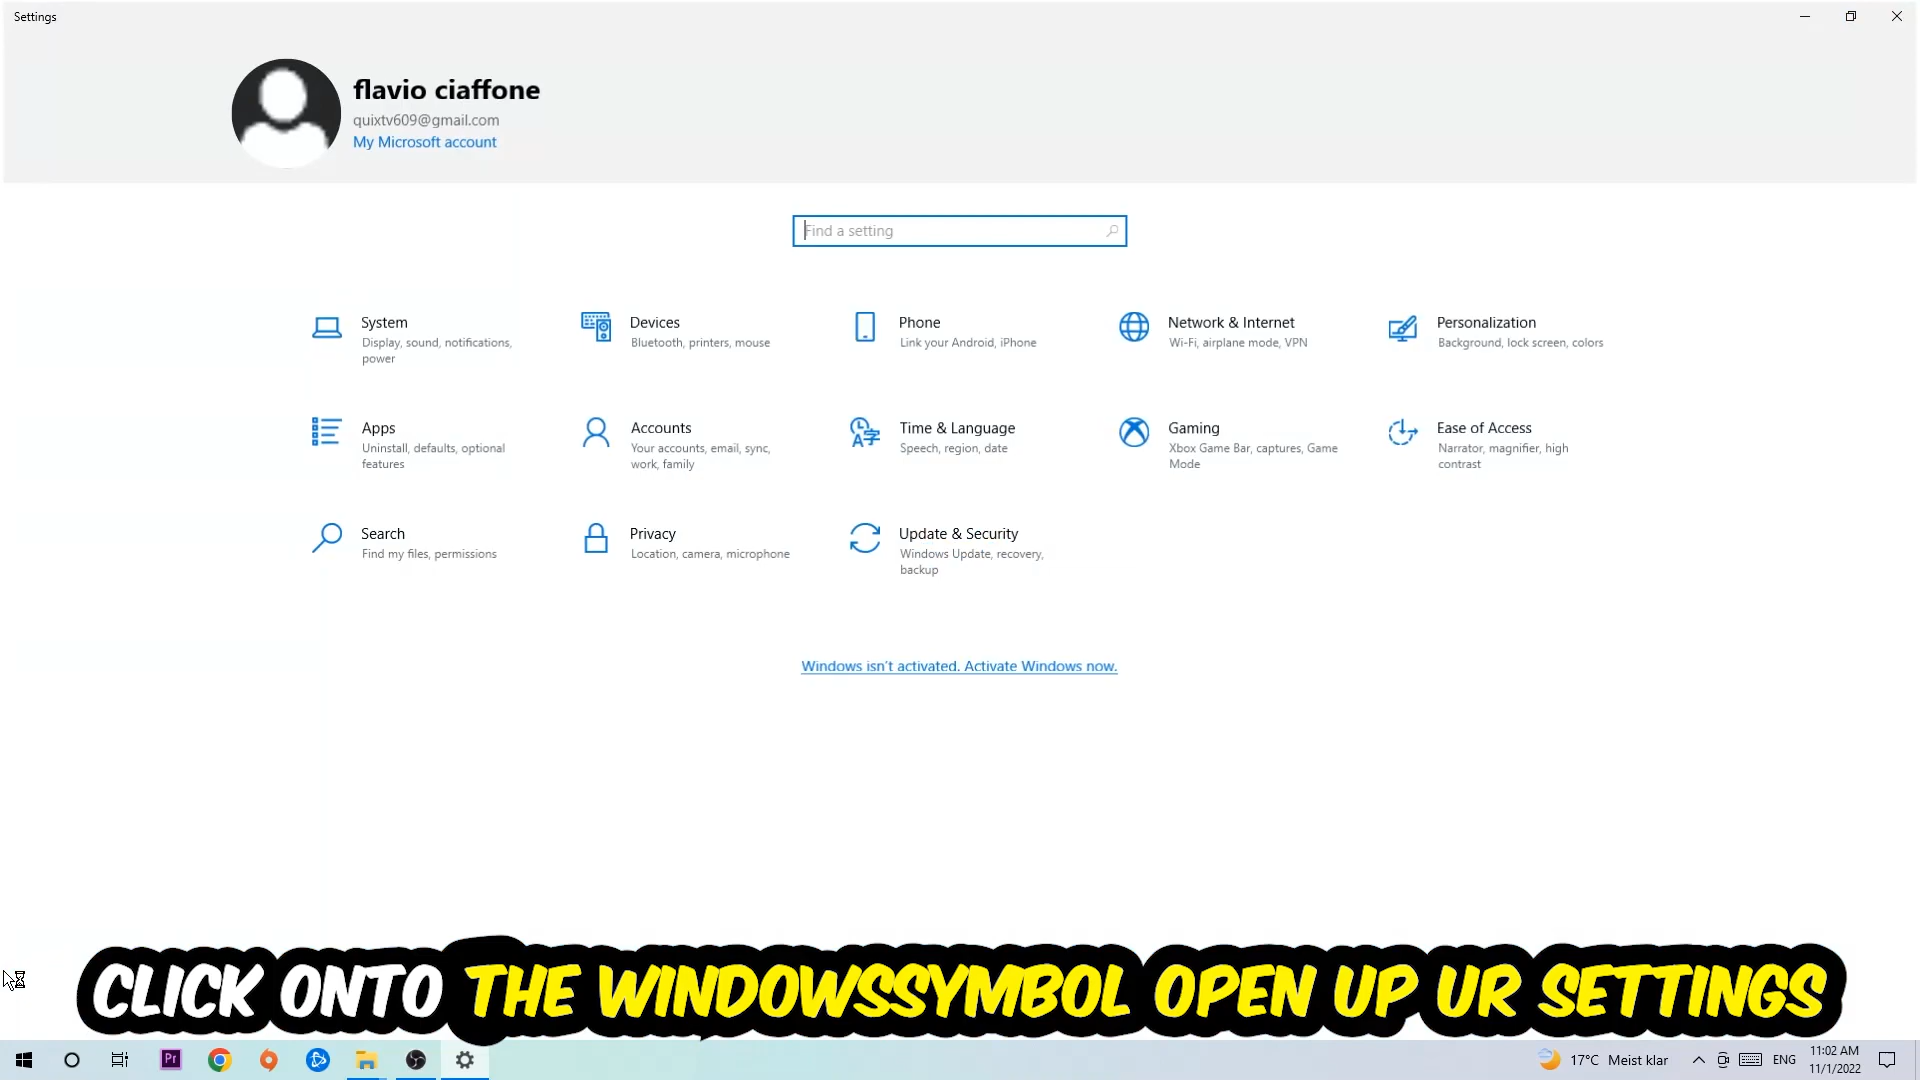 Settings
flavio ciaffone
quixtv609@gmail.com
My Microsoft account
Find a setting
System
Display, sound, notifications,
power
Devices
Bluetooth, printers, mouse
Phone
Link your Android, iPhone
Network & Internet
Wi-Fi, airplane mode, VPN
Personalization
Background, lock screen, colors
Apps
Uninstall, defaults, optional
features
Accounts
Your accounts, email, sync,
work, family
Time & Language
Speech, region, date
Gaming
Xbox Game Bar, captures, Game
Mode
Ease of Access
Narrator, magnifier, high
contrast
Search
Find my files, permissions
Privacy
Location, camera, microphone
Update & Security
Windows Update, recovery,
backup
Windows isn't activated. Activate Windows now.
CLICK ONTO THE WINDOWSSYMBOL OPEN UP UR SETTINGS
Pr
17°C Meist klar
ENG
11:02 AM
11/1/2022